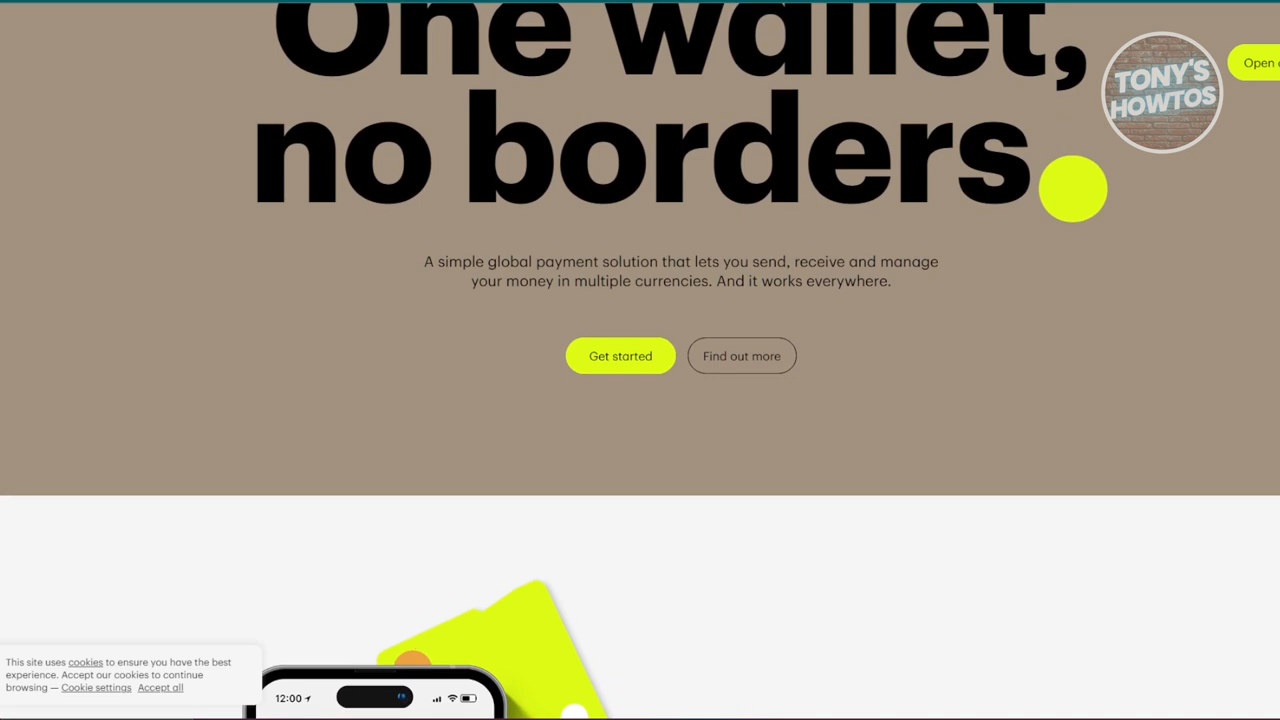 One wallet,
no borders
TONY'S
HOWTOS
Open
A simple global payment solution that lets you send, receive and manage
your money in multiple currencies. And it works everywhere.
Get started
Find out more
This site uses cookies to ensure you have the best
experience. Accept our cookies to continue
browsing — Cookie settings Accept all
12:00